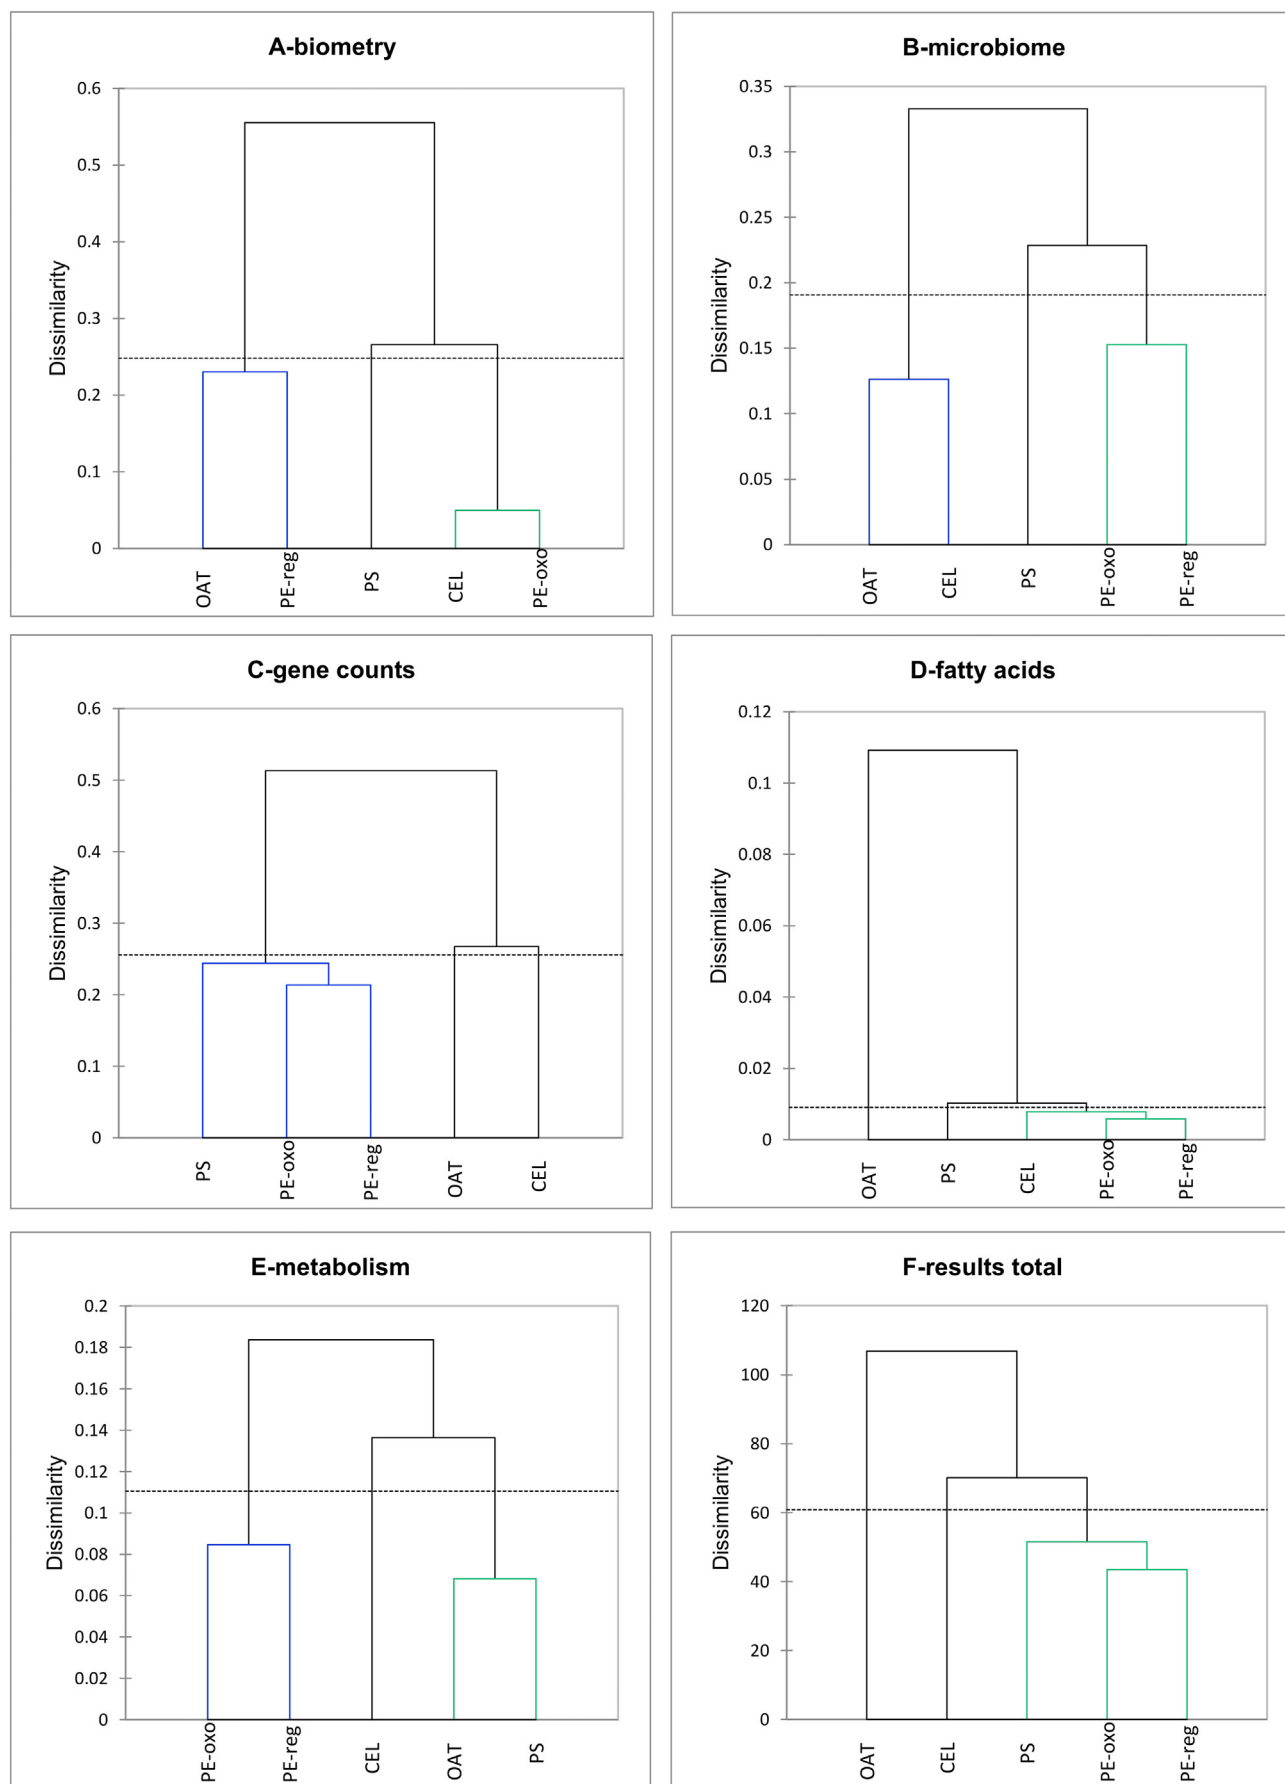 A-biometry
0.6
0.5
0.4
0.3
0.2
0.1
0
Dissimilarity
OAT
PE-reg
PS
CEL
PE-oxo
B-microbiome
0.35
0.3
0.25
0.2
0.15
0.1
0.05
0
Dissimilarity
OAT
CEL
PS
PE-oxo
PE-reg
C-gene counts
0.6
0.5
0.4
0.3
0.2
0.1
0
Dissimilarity
PS
PE-oxo
PE-reg
OAT
CEL
D-fatty acids
0.12
0.1
0.08
0.06
0.04
0.02
0
Dissimilarity
OAT
PS
CEL
PE-oxo
PE-reg
E-metabolism
0.2
0.18
0.16
0.14
0.12
0.1
0.08
0.06
0.04
0.02
0
Dissimilarity
PE-oxo
PE-reg
CEL
OAT
PS
F-results total
120
100
80
60
40
20
0
Dissimilarity
OAT
CEL
PS
PE-oxo
PE-reg